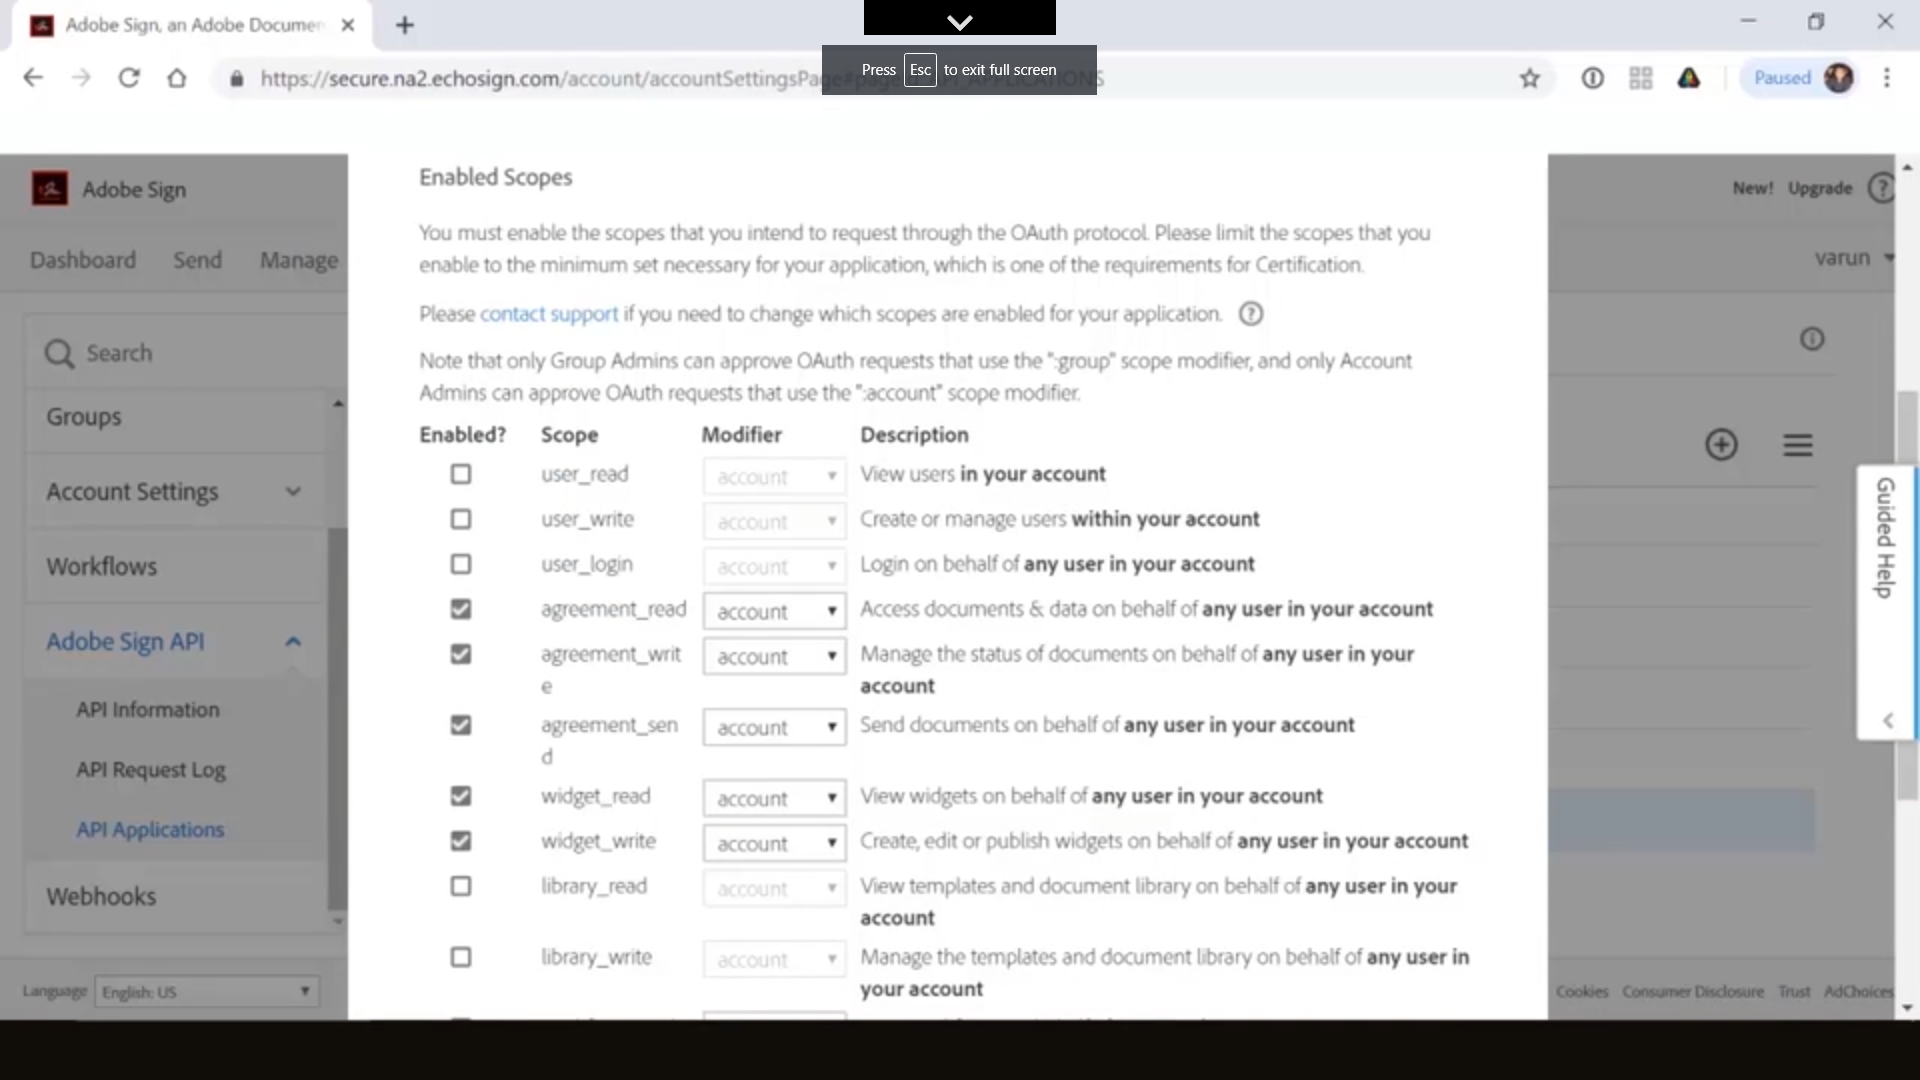 Adobe Sign, an Adobe Documen
Press Esc to exit full screen
https://secure.na2.echosign.com/account/accountSettingsPage
Paused
Adobe Sign
New! Upgrade
Dashboard Send Manage
varun
Search
Groups
Account Settings
Workflows
Adobe Sign API
API Information
API Request Log
API Applications
Webhooks
Language English: US
Enabled Scopes
You must enable the scopes that you intend to request through the OAuth protocol. Please limit the scopes that you
enable to the minimum set necessary for your application, which is one of the requirements for Certification.
Please contact support if you need to change which scopes are enabled for your application.
Note that only Group Admins can approve OAuth requests that use the ":group" scope modifier, and only Account
Admins can approve OAuth requests that use the ":account" scope modifier.
Enabled? Scope Modifier Description
user_read account View users in your account
user_write account Create or manage users within your account
user_login account Login on behalf of any user in your account
agreement_read account Access documents & data on behalf of any user in your account
agreement_writ account Manage the status of documents on behalf of any user in your
e account
agreement_sen account Send documents on behalf of any user in your account
d
widget_read account View widgets on behalf of any user in your account
widget_write account Create, edit or publish widgets on behalf of any user in your account
library_read account View templates and document library on behalf of any user in your
account
library_write account Manage the templates and document library on behalf of any user in
your account
Guided Help
Cookies Consumer Disclosure Trust AdChoices